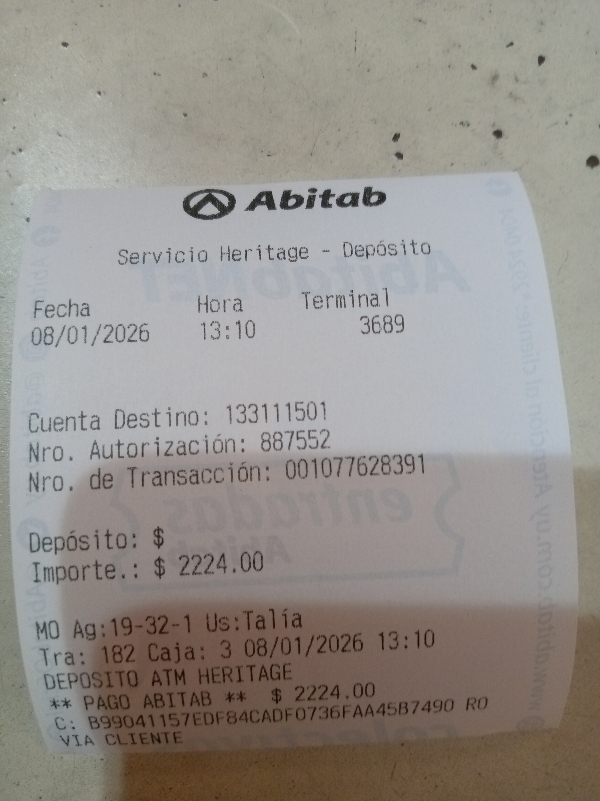 Abitab
Servicio Heritage - Depósito
Fecha Hora Terminal
08/01/2026 13:10 3689
Cuenta Destino: 133111501
Nro. Autorización: 887552
Nro. de Transacción: 001077628391
Depósito: $
Importe.: $ 2224.00
MO Ag:19-32-1 Us:Talía
Tra: 182 Caja: 3 08/01/2026 13:10
DEPOSITO ATM HERITAGE
** PAGO ABITAB ** $ 2224.00
C: B99041157EDF84CADF0736FAA45B7490 RO
VIA CLIENTE